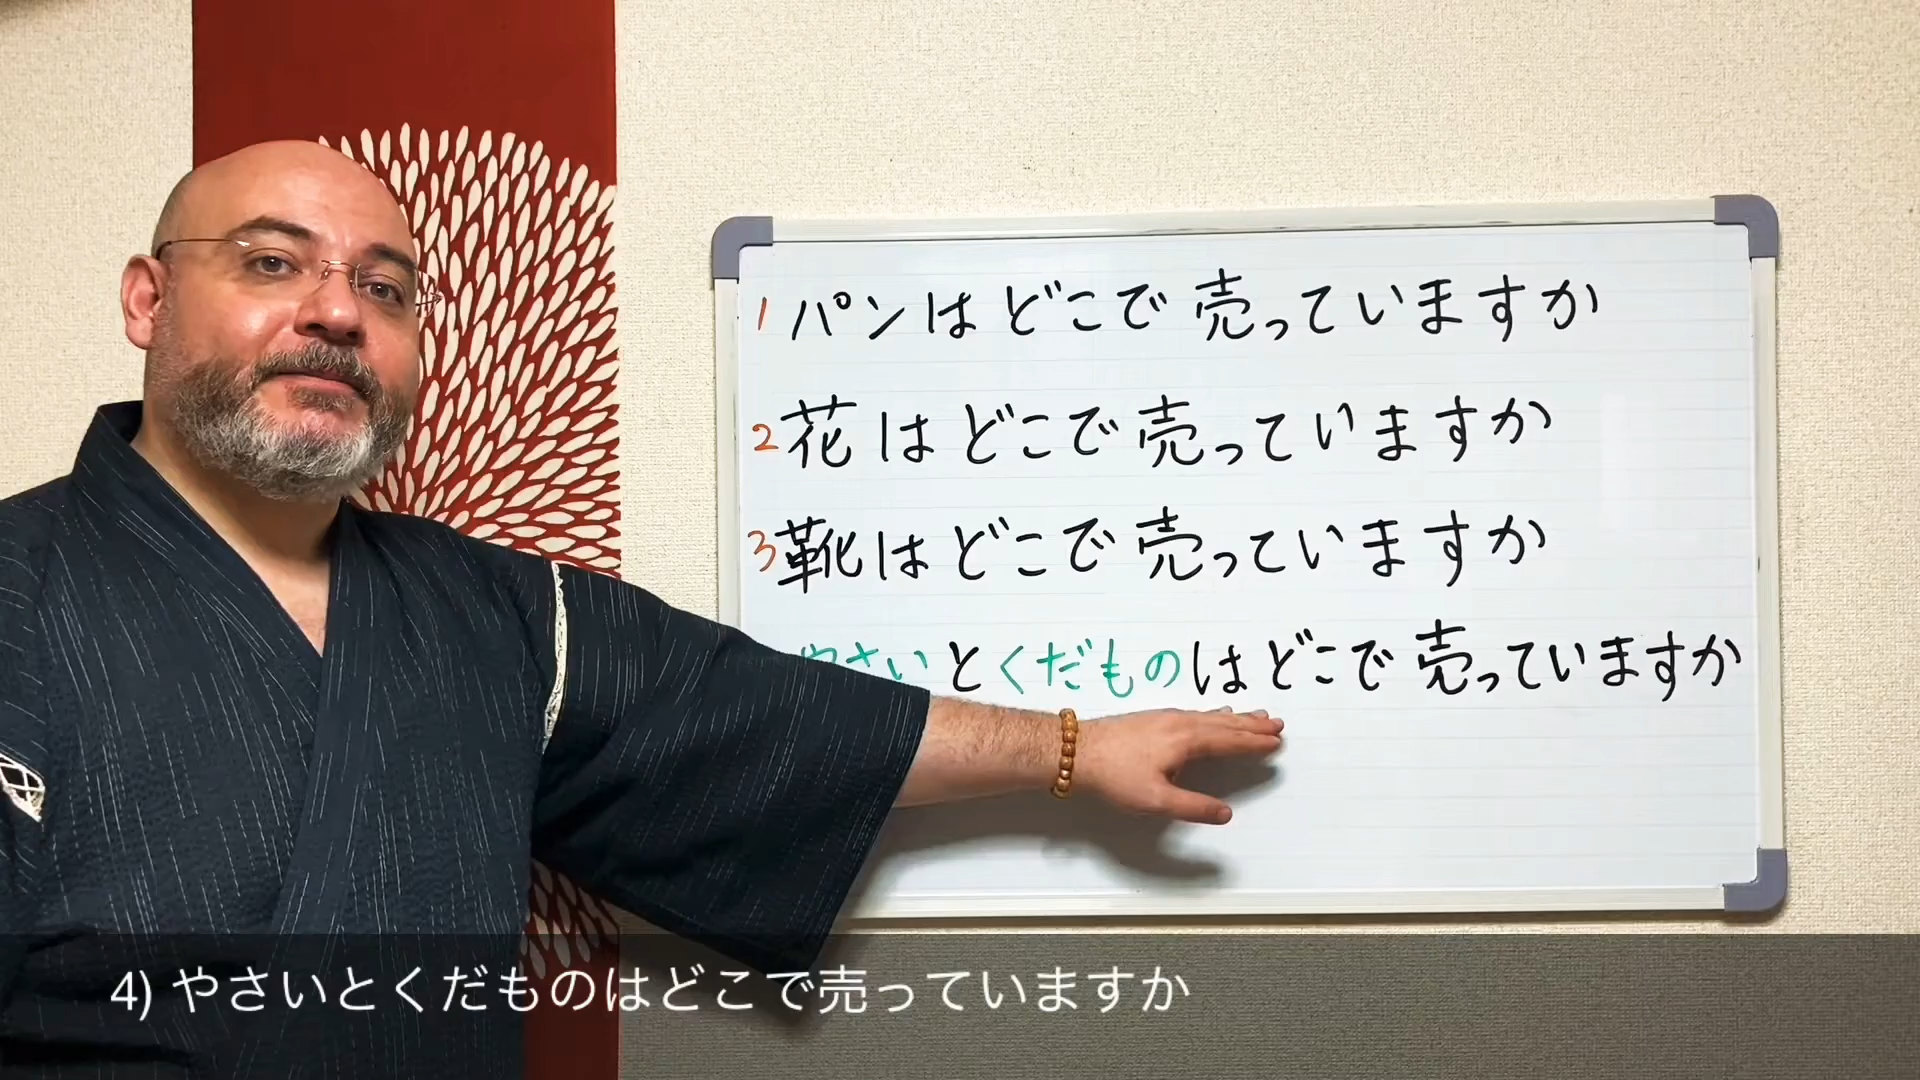 1 パンはどこで売っていますか
2 花はどこで売っていますか
3 靴はどこで売っていますか
やさいとくだものはどこで売っていますか
4) やさいとくだものはどこで売っていますか